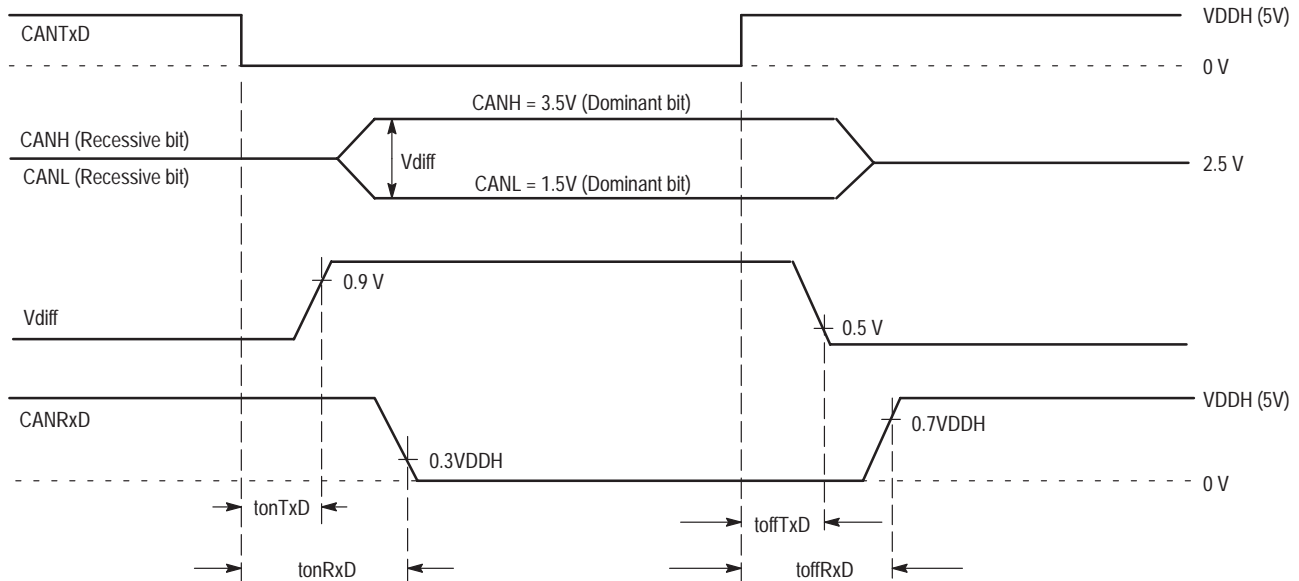 VDDH (5V)
CANTxD
0 V
CANH = 3.5V (Dominant bit)
CANH (Recessive bit)
Vdiff
2.5 V
CANL (Recessive bit)
CANL = 1.5V (Dominant bit)
0.9 V
Vdiff
0.5 V
VDDH (5V)
CANRxD
0.7VDDH
0.3VDDH
0 V
tonTxD
toffTxD
tonRxD
toffRxD